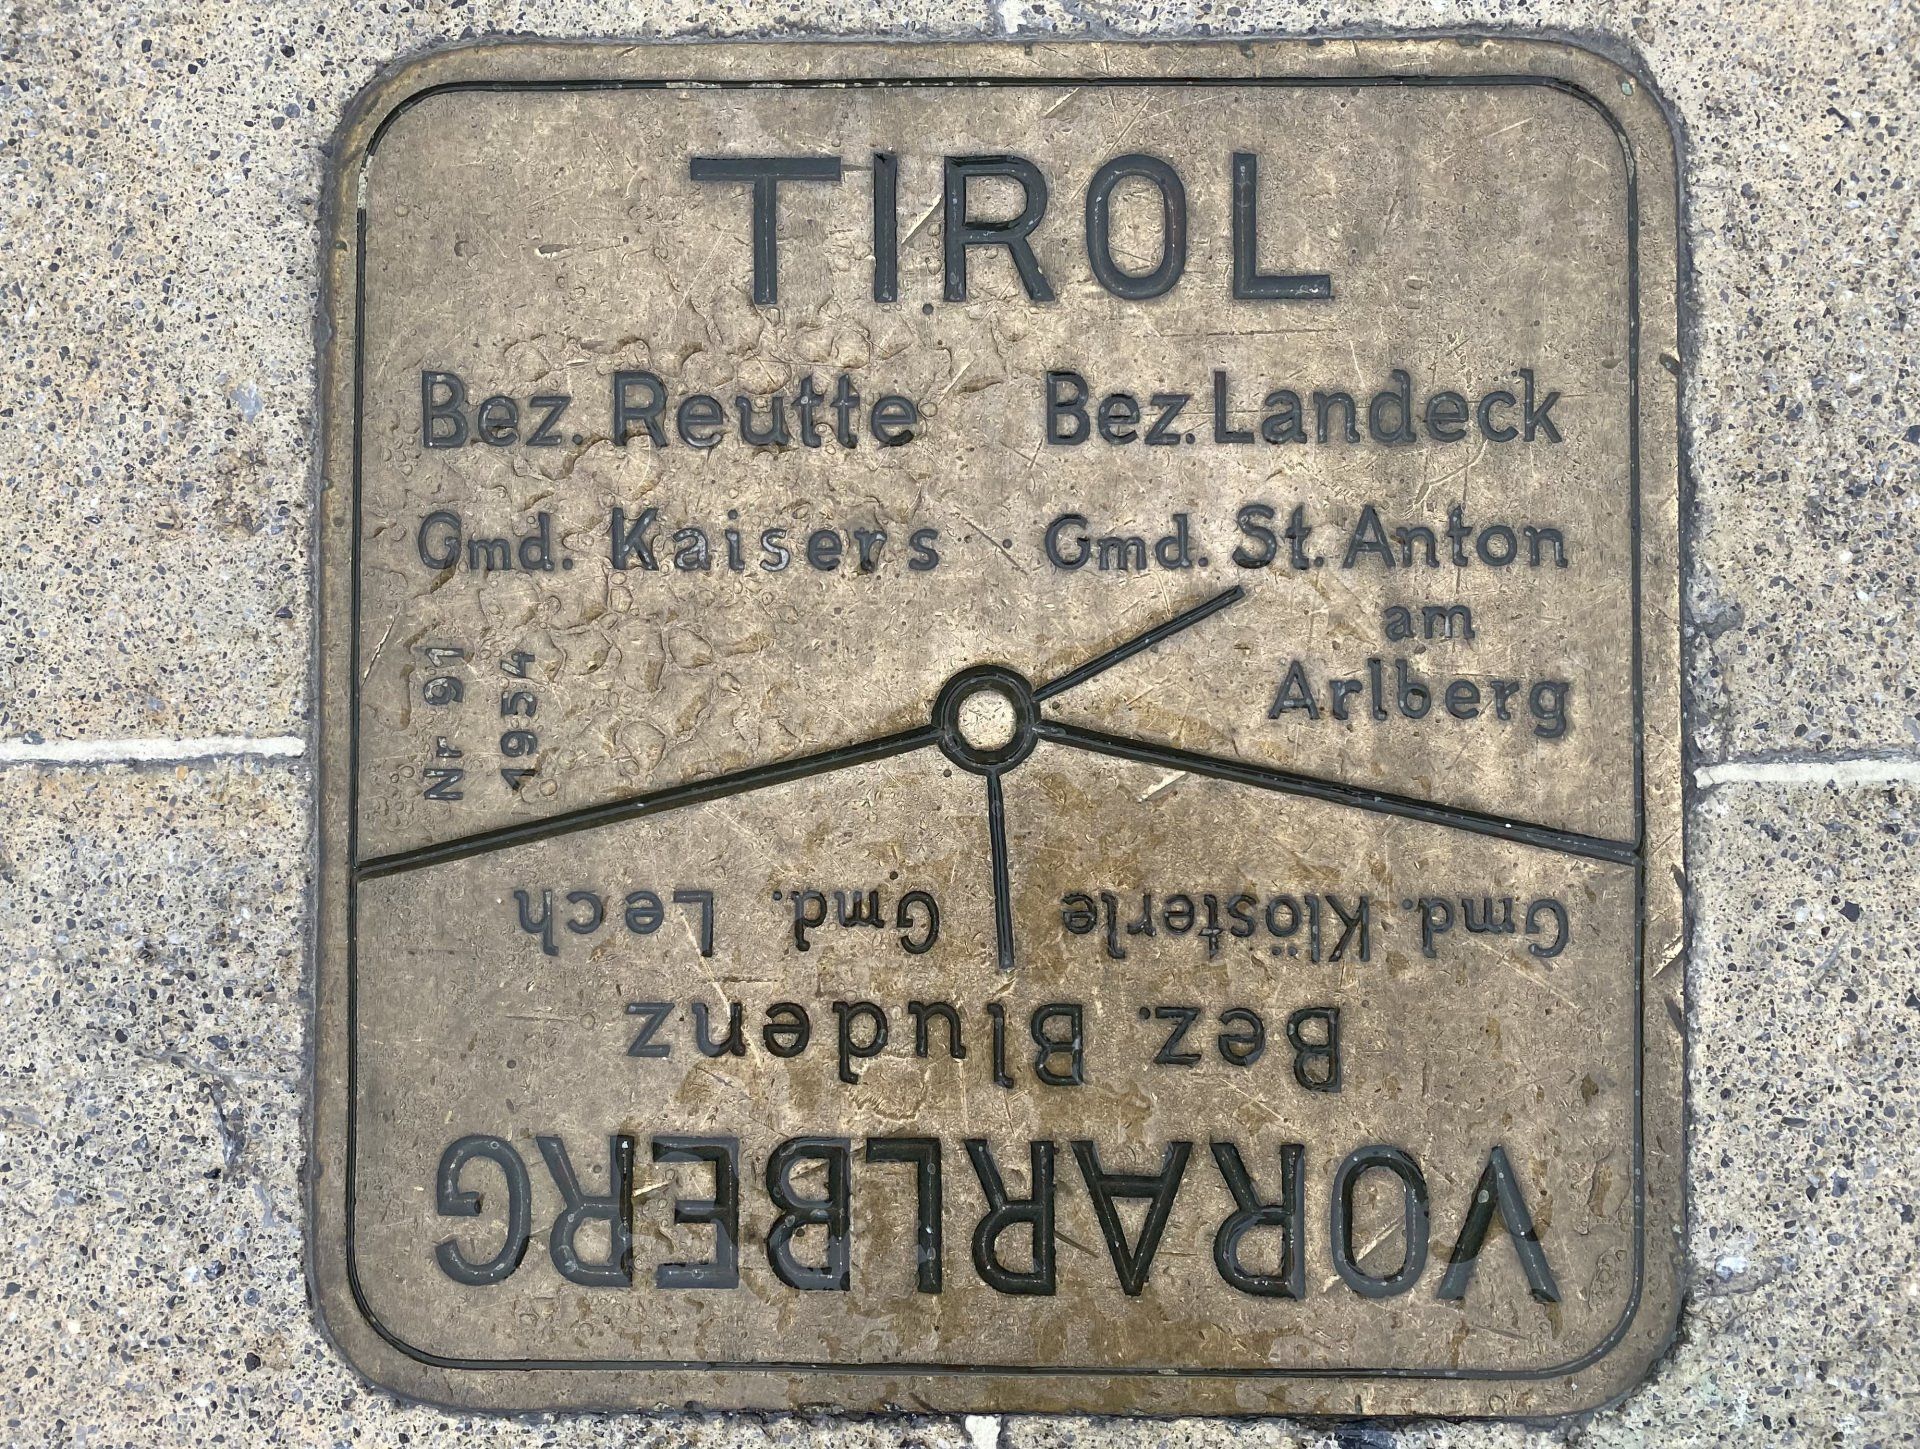 TIROL
Bez. Reutte
Gmd. Kaisers
Bez. Landeck
Gmd. St. Anton
am
Arlberg
Nr 91
1954
VORARLBERG
Bez. Bludenz
Gmd. Klösterle
Gmd. Lech